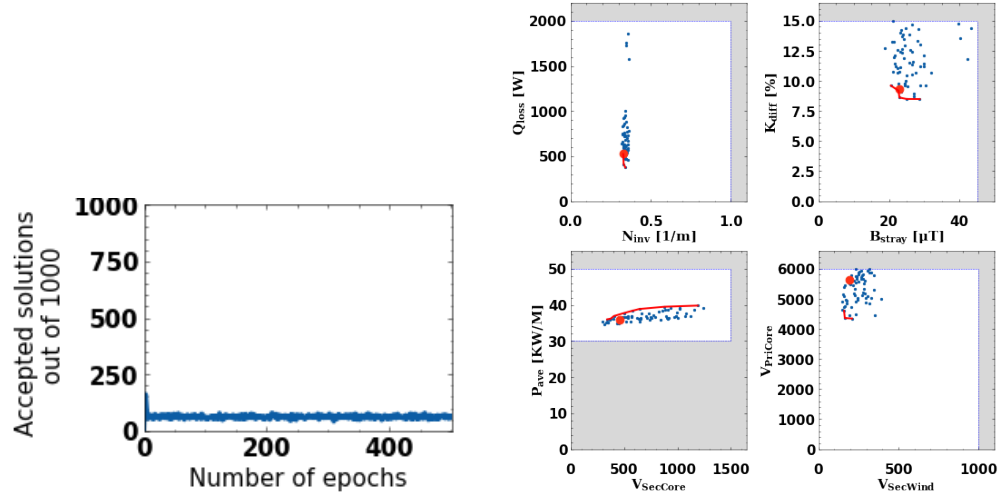 1000
750
500
250
0
Accepted solutions
out of 1000
0 200 400
Number of epochs
2000
1500
1000
500
0
Qloss [W]
0.0 0.5 1.0
Ninv [1/m]
15.0
12.5
10.0
7.5
5.0
2.5
0.0
Kdiff [%]
0 20 40
Bstray [µT]
50
40
30
20
10
0
Pave [KW/M]
0 500 1000 1500
VSecCore
6000
5000
4000
3000
2000
1000
0
VPriCore
0 500 1000
VSecWind